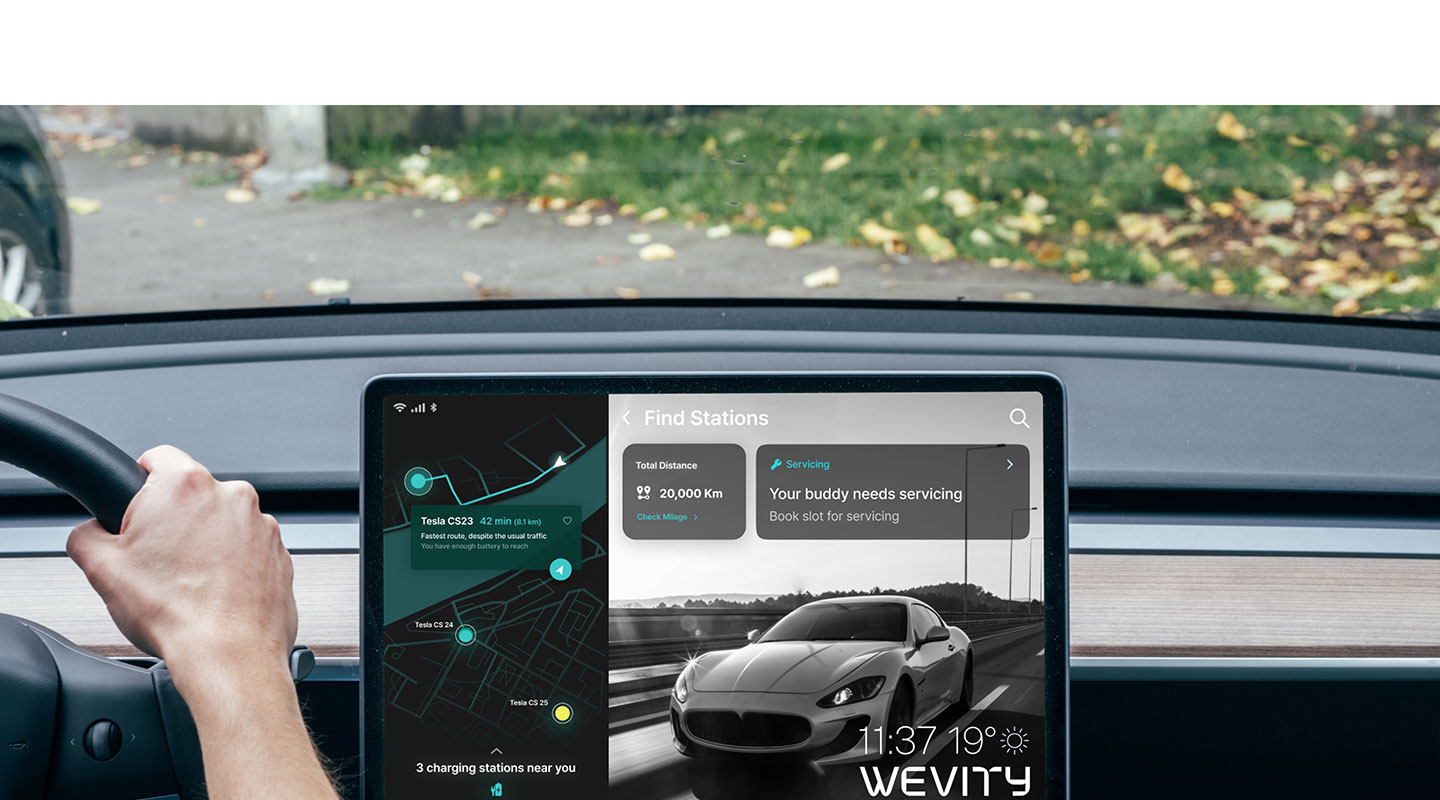 Tesla CS23 42 min (8.1 km)
Fastest route, despite the usual traffic
You have enough battery to reach
Tesla CS 24
Tesla CS 25
3 charging stations near you
Find Stations
Total Distance
20,000 Km
Check Milage
Servicing
Your buddy needs servicing
Book slot for servicing
11:37 19°
WEVITY